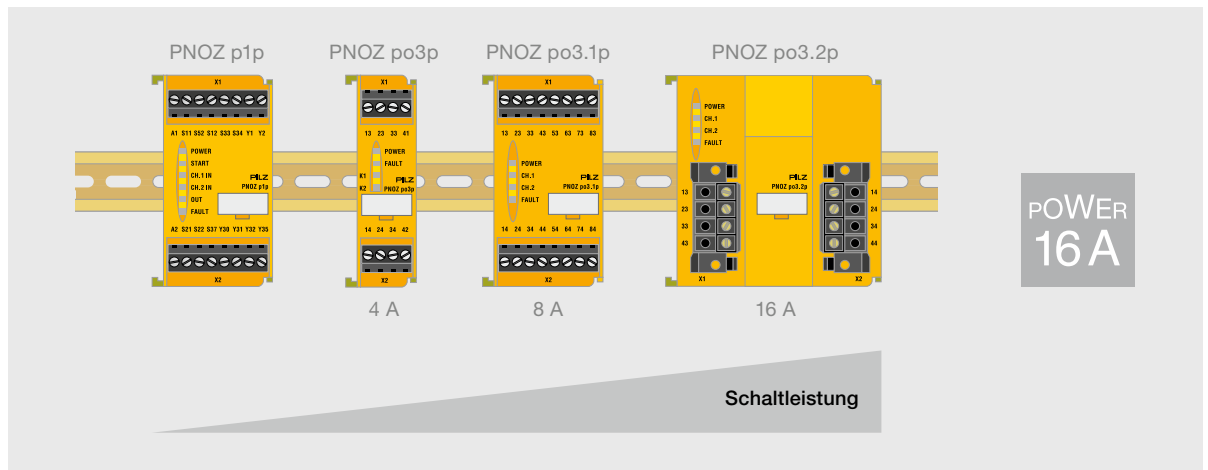 PNOZ p1p
PNOZ po3p
PNOZ po3.1p
PNOZ po3.2p
X1
A1 S11 S52 S12 S33 S34 Y1 Y2
POWER
START
CH.1 IN
CH.2 IN
OUT
FAULT
PILZ
PNOZ p1p
A2 S21 S22 S37 Y30 Y31 Y32 Y35
X2
X1
13 23 33 41
POWER
FAULT
K1
K2
PILZ
PNOZ po3p
14 24 34 42
X2
X1
13 23 33 43 53 63 73 83
POWER
CH.1
CH.2
FAULT
PILZ
PNOZ po3.1p
14 24 34 44 54 64 74 84
X2
POWER
CH.1
CH.2
FAULT
PILZ
PNOZ po3.2p
13
23
33
43
X1
14
24
34
44
X2
4 A
8 A
16 A
POWER
16 A
Schaltleistung